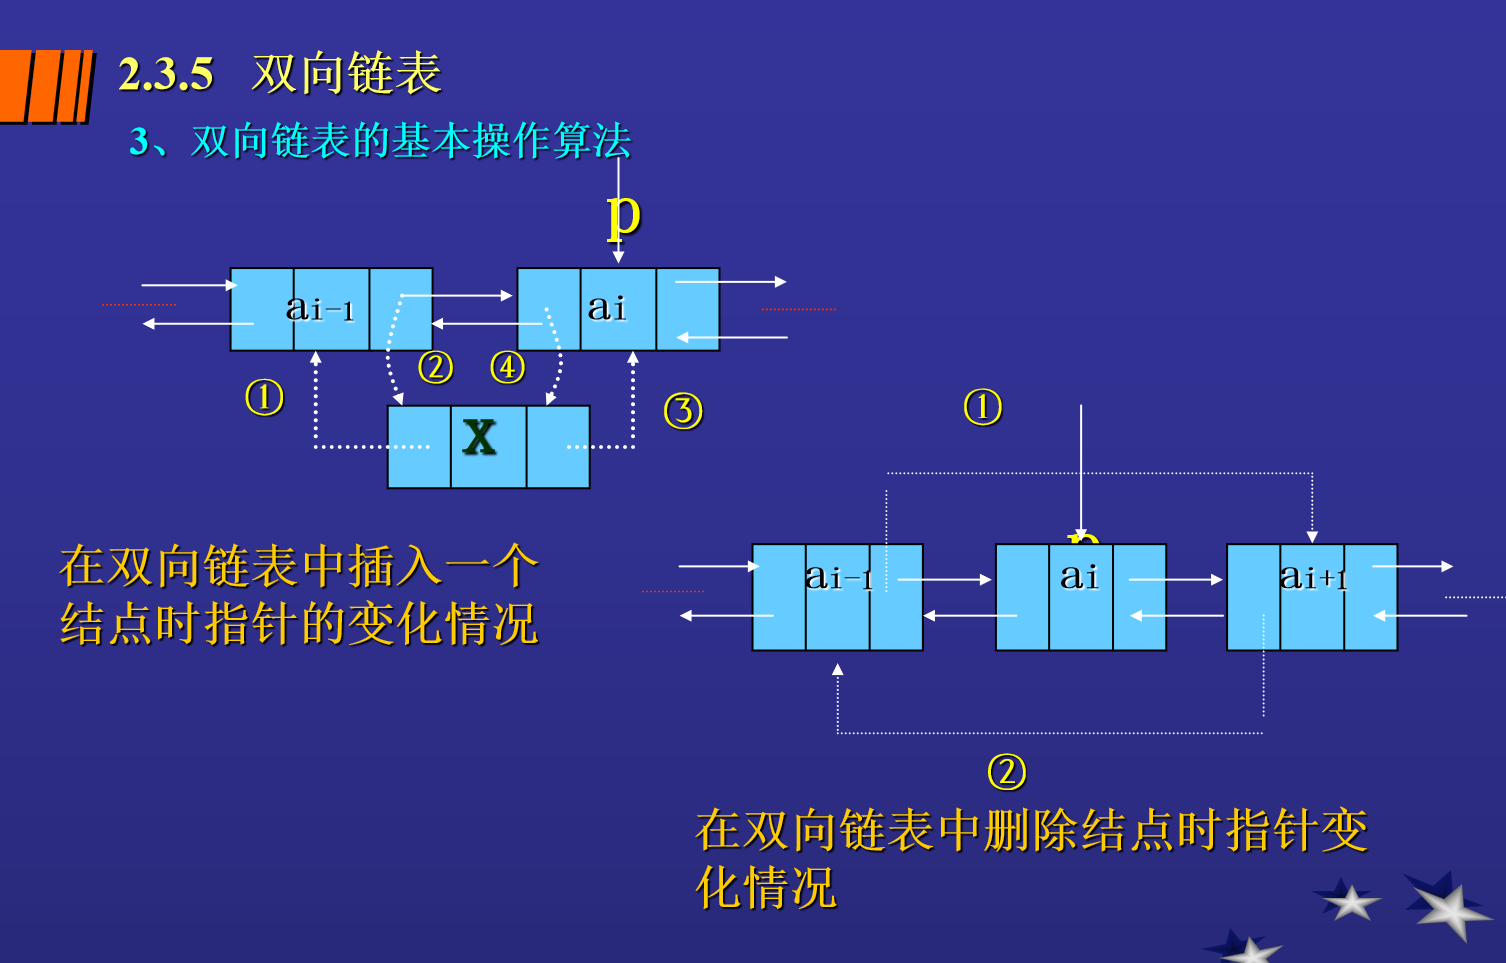 2.3.5 双向链表
3、双向链表的基本操作算法
p
ai-1
ai
② ④
①
③
x
在双向链表中插入一个
结点时指针的变化情况
①
p
ai-1
ai
ai+1
②
在双向链表中删除结点时指针变
化情况